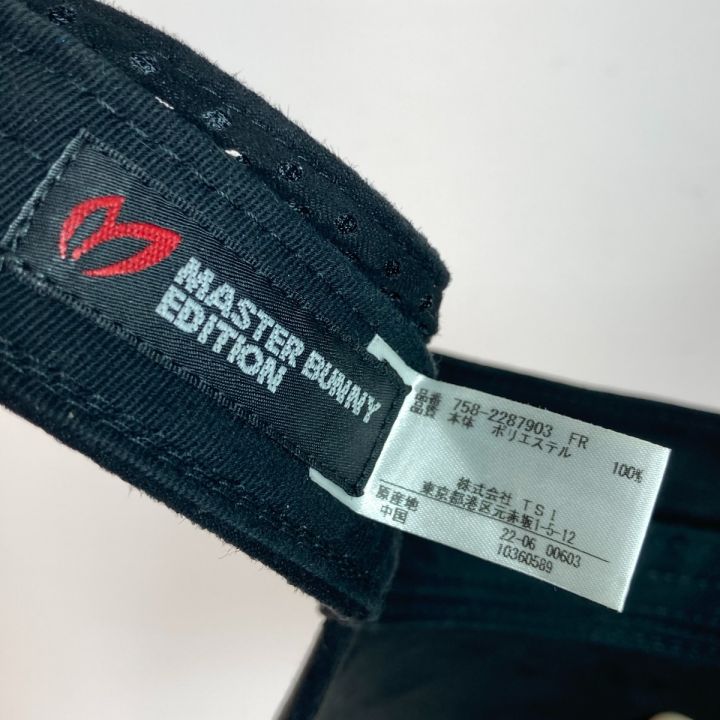 MASTER BUNNY
EDITION
品番 758-2287903 FR
品質 本体 ポリエステル 100%
株式会社 TSI
東京都港区元赤坂1-5-12
原産地
中国
22-06 00603
10360589